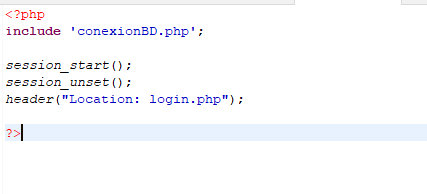 <?php
include 'conexionBD.php';
session_start();
session_unset();
header("Location: login.php");
?>